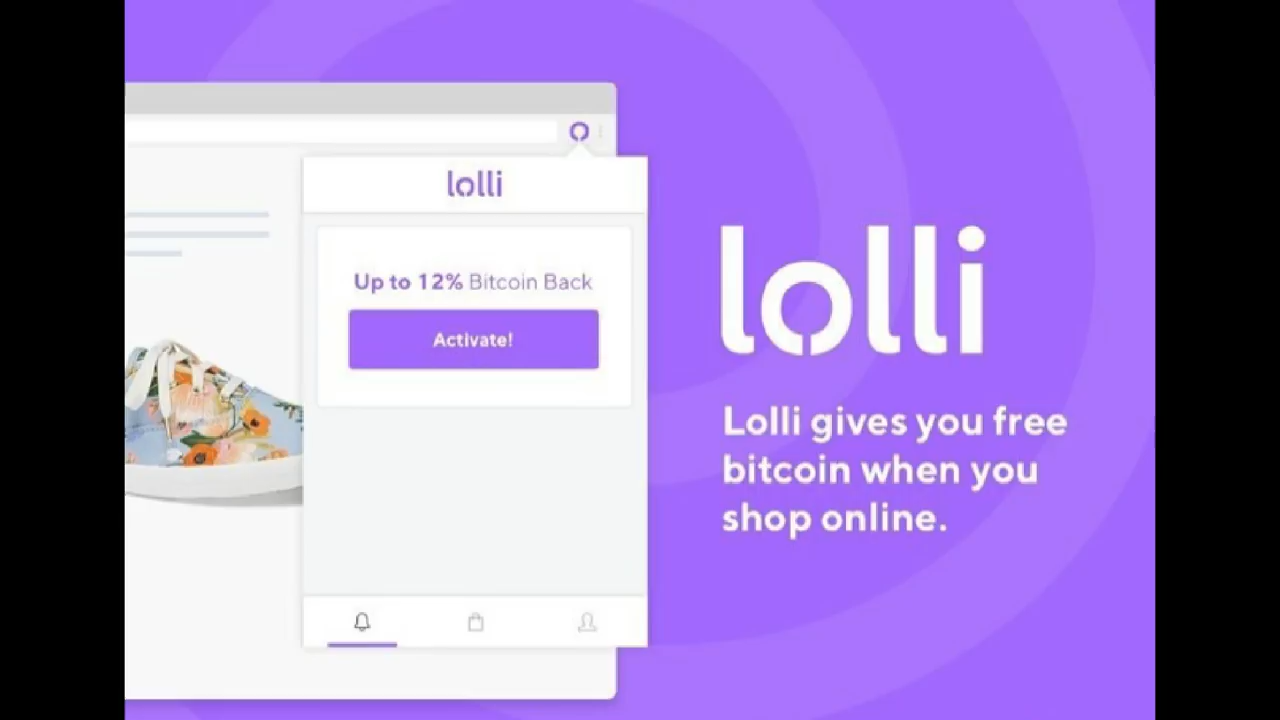 lolli
Up to 12% Bitcoin Back
Activate!
lolli
Lolli gives you free
bitcoin when you
shop online.